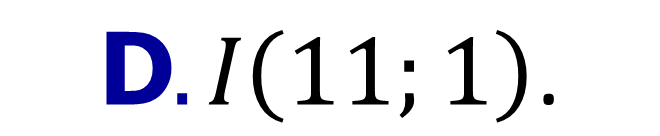 D. I(11; 1).